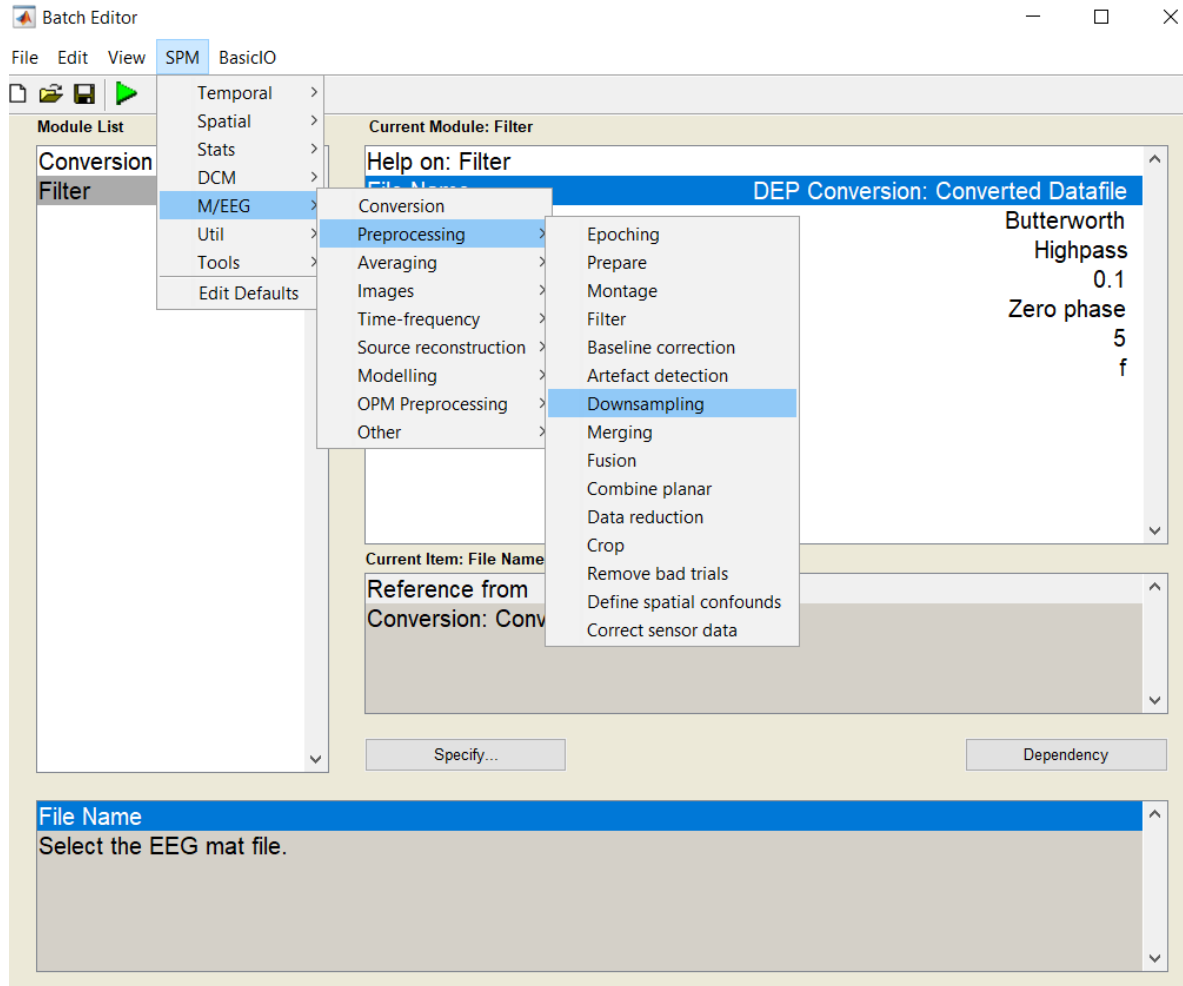 Batch Editor
File Edit View SPM BasicIO
Module List
Conversion
Filter
Temporal
Spatial
Stats
DCM
M/EEG
Util
Tools
Edit Defaults
Conversion
Preprocessing
Averaging
Images
Time-frequency
Source reconstruction
Modelling
OPM Preprocessing
Other
Epoching
Prepare
Montage
Filter
Baseline correction
Artefact detection
Downsampling
Merging
Fusion
Combine planar
Data reduction
Crop
Remove bad trials
Define spatial confounds
Correct sensor data
Current Module: Filter
Help on: Filter
File Name DEP Conversion: Converted Datafile
Butterworth
Highpass
0.1
Zero phase
5
f
Current Item: File Name
Reference from
Conversion: Conv
Specify... Dependency
File Name
Select the EEG mat file.